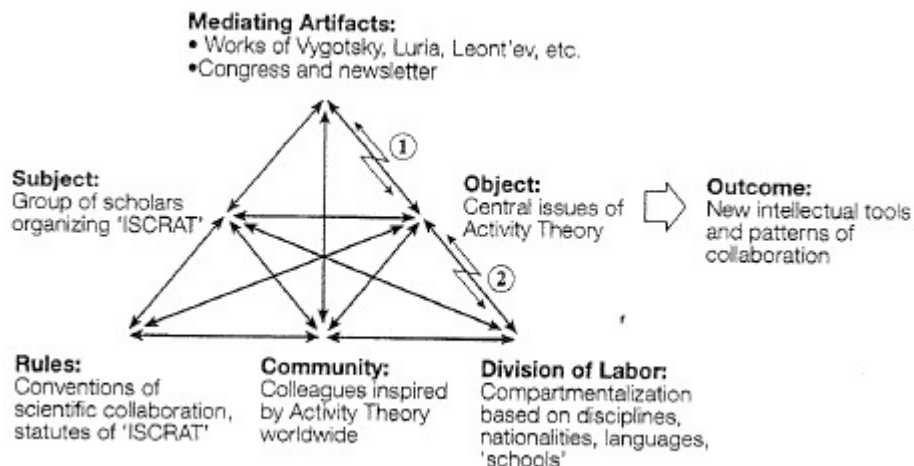 Mediating Artifacts:
• Works of Vygotsky, Luria, Leont'ev, etc.
•Congress and newsletter
1
Subject:
Group of scholars
organizing 'ISCRAT'
Object:
Central issues of
Activity Theory
Outcome:
New intellectual tools
and patterns of
collaboration
2
Rules:
Conventions of
scientific collaboration,
statutes of 'ISCRAT'
Community:
Colleagues inspired
by Activity Theory
worldwide
Division of Labor:
Compartmentalization
based on disciplines,
nationalities, languages,
'schools'